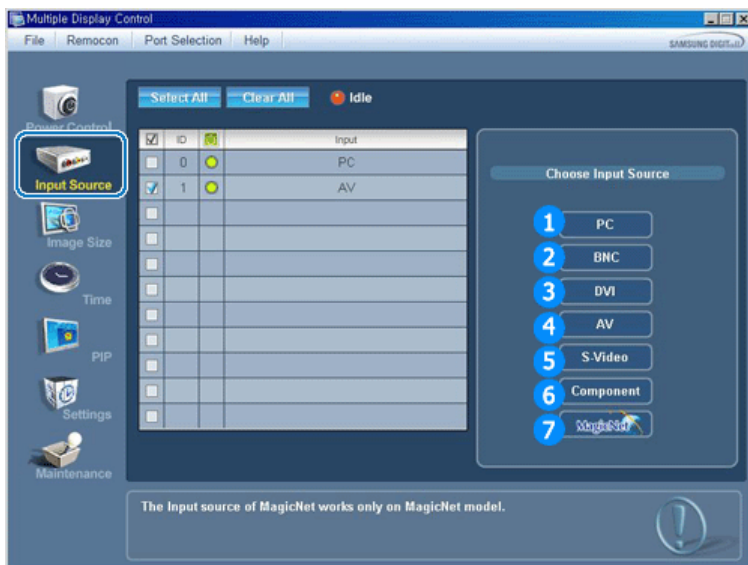 Multiple Display Control
File Remocon Port Selection Help
SAMSUNG DIGITall
Select All Clear All Idle
Power Control
Input Source
Image Size
Time
PIP
Settings
Maintenance
ID Input
0 PC
1 AV
Choose Input Source
1 PC
2 BNC
3 DVI
4 AV
5 S-Video
6 Component
7 MagicNet
The Input source of MagicNet works only on MagicNet model.